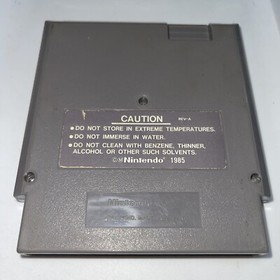 CAUTION REV-A
• DO NOT STORE IN EXTREME TEMPERATURES.
• DO NOT IMMERSE IN WATER.
• DO NOT CLEAN WITH BENZENE, THINNER,
ALCOHOL OR OTHER SUCH SOLVENTS.
©M Nintendo® 1985
Nintendo